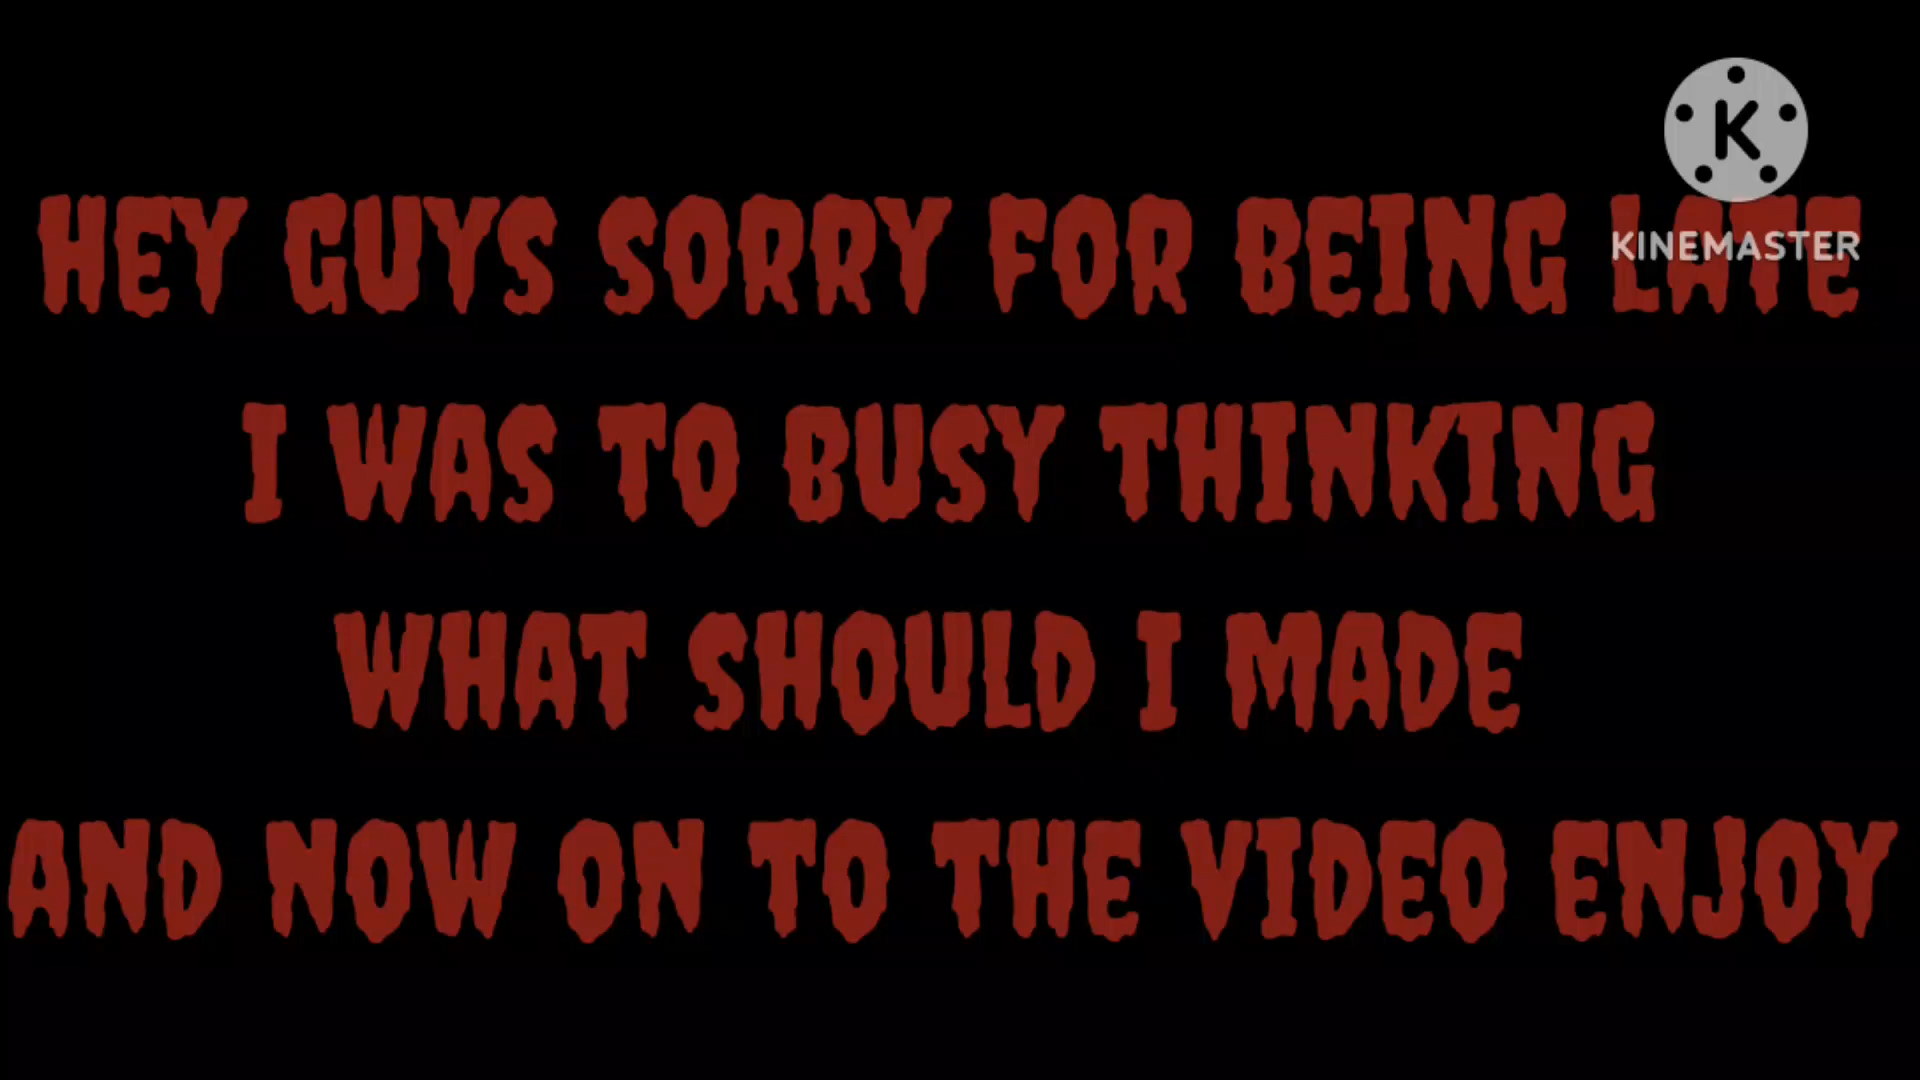 HEY GUYS SORRY FOR BEING LATE
I WAS TO BUSY THINKING
WHAT SHOULD I MADE
AND NOW ON TO THE VIDEO ENJOY
K
KINEMASTER